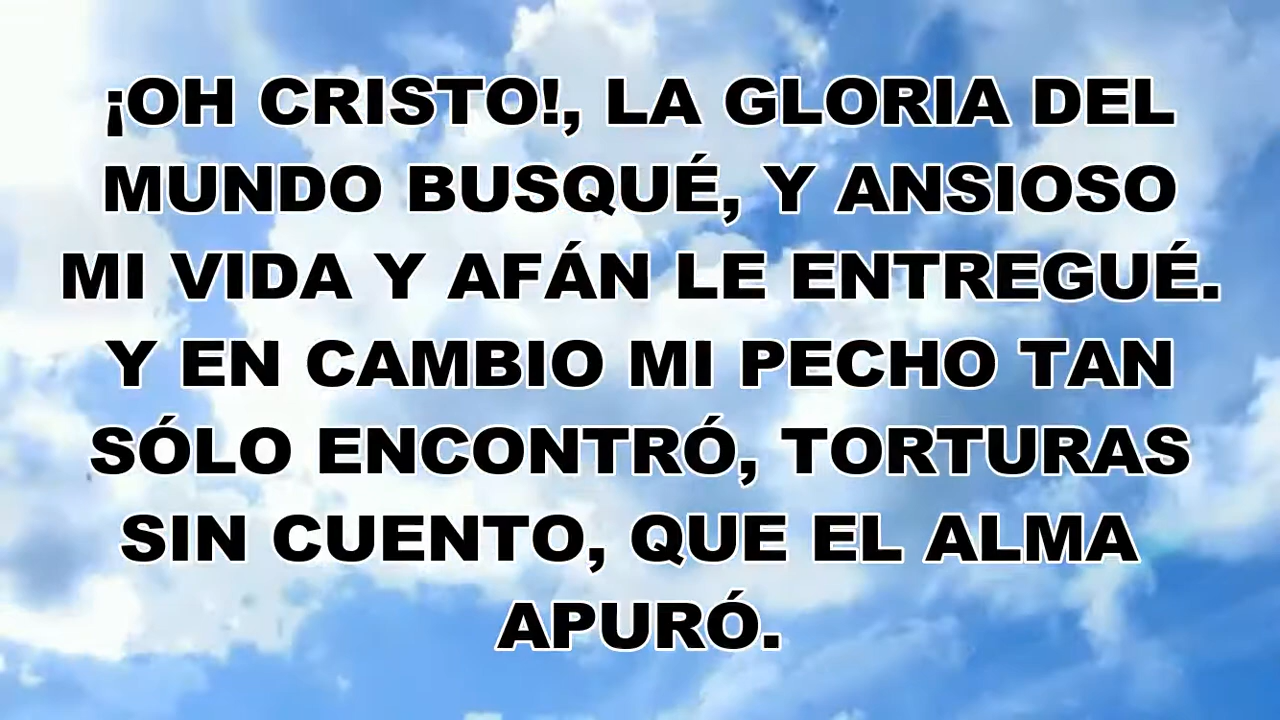 ¡OH CRISTO!, LA GLORIA DEL
MUNDO BUSQUÉ, Y ANSIOSO
MI VIDA Y AFÁN LE ENTREGUÉ.
Y EN CAMBIO MI PECHO TAN
SÓLO ENCONTRÓ, TORTURAS
SIN CUENTO, QUE EL ALMA
APURÓ.